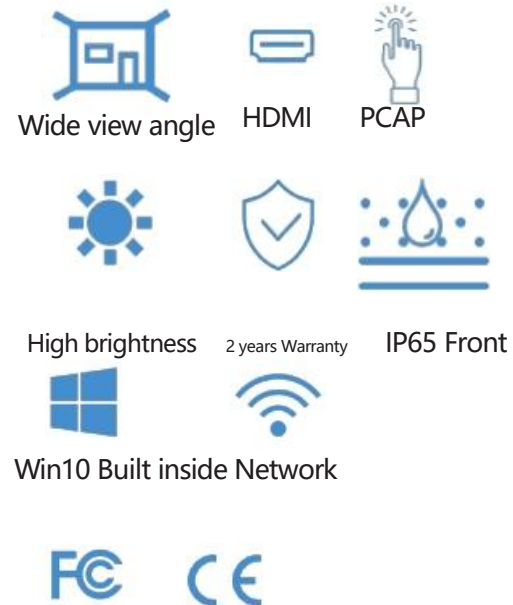 Wide view angle HDMI PCAP
High brightness 2 years Warranty IP65 Front
Win10 Built inside Network
FC CE